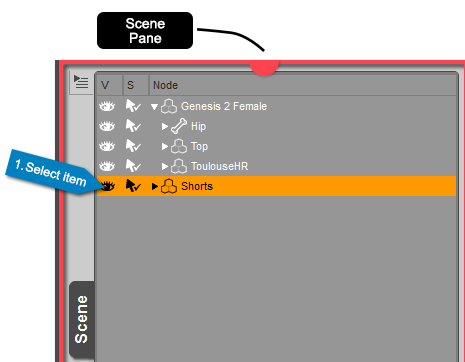 Scene
Pane
V S Node
Genesis 2 Female
Hip
Top
ToulouseHR
1. Select item
Shorts
Scene